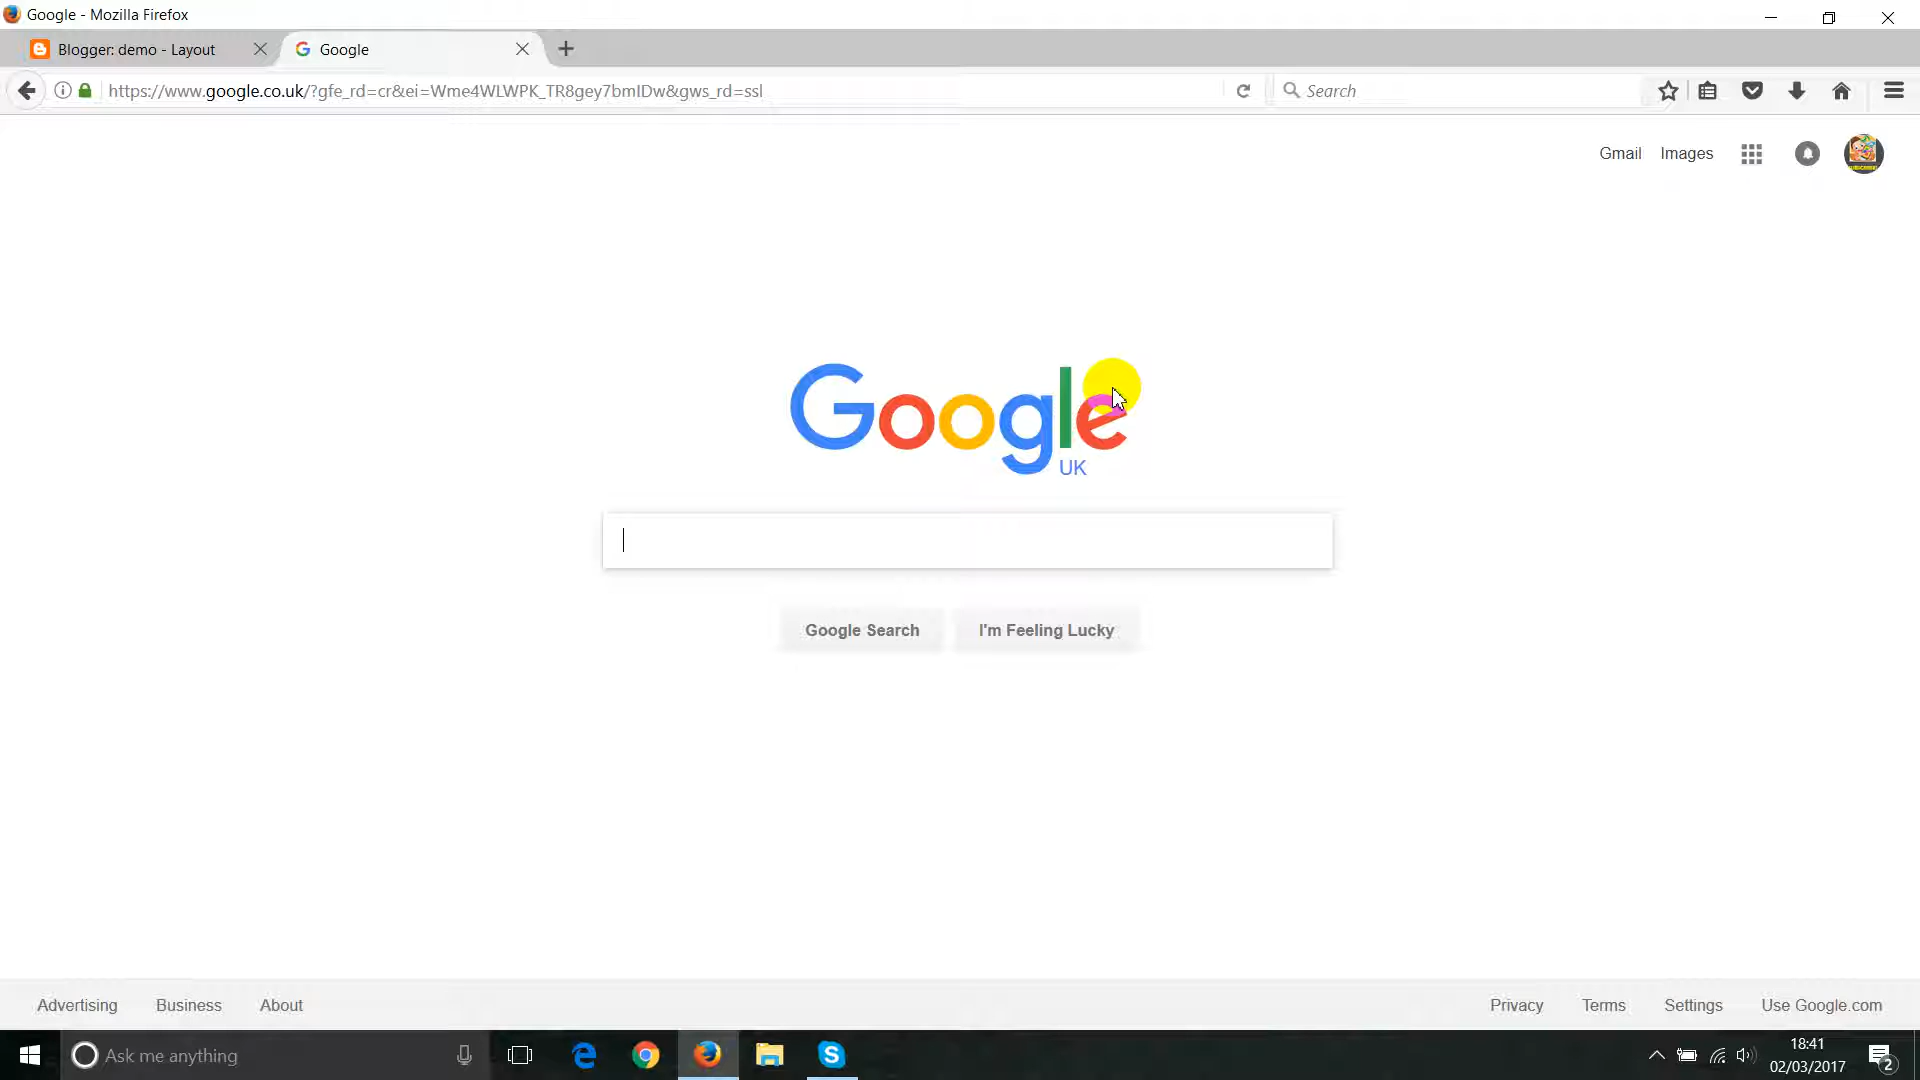 Google - Mozilla Firefox
Blogger: demo - Layout
Google
https://www.google.co.uk/?gfe_rd=cr&ei=Wme4WLWPK_TR8gey7bmIDw&gws_rd=ssl
Search
Gmail Images
Google
UK
Google Search
I'm Feeling Lucky
Advertising Business About
Privacy Terms Settings Use Google.com
Ask me anything
18:41
02/03/2017
2